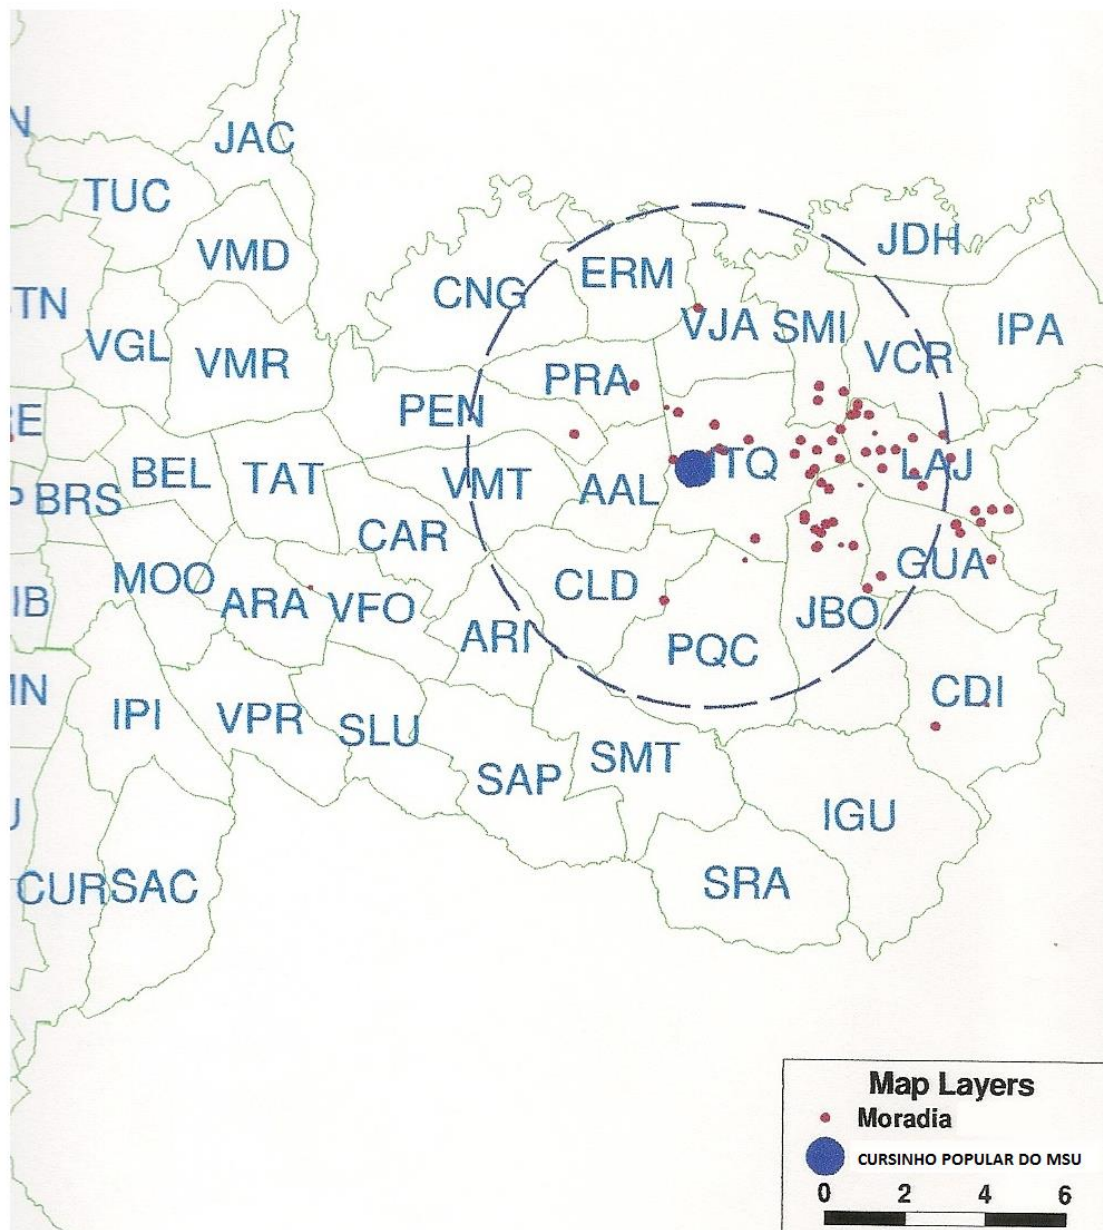 JAC
TUC
VMD
JDH
ERM
CNG
TN
VJA SMI
IPA
VGL
VMR
VCR
PRA
PEN
BEL
TAT
VMT
AAL
ITQ
LAJ
BRS
CAR
MOO
ARA
VFO
CLD
GUA
JBO
IB
ARI
PQC
IPI
VPR
SLU
CDI
SAP
SMT
IGU
CUR
SAC
SRA
Map Layers
Moradia
CURSINHO POPULAR DO MSU
0 2 4 6